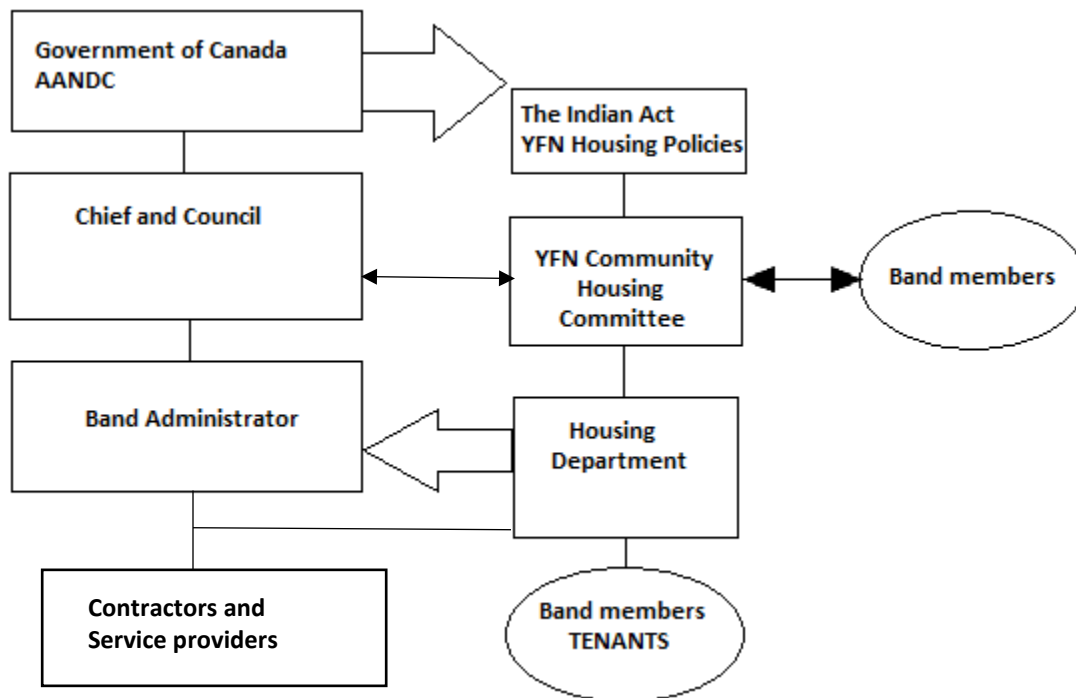 Government of Canada
AANDC
The Indian Act
YFN Housing Policies
Chief and Council
YFN Community
Housing
Committee
Band members
Band Administrator
Housing
Department
Contractors and
Service providers
Band members
TENANTS